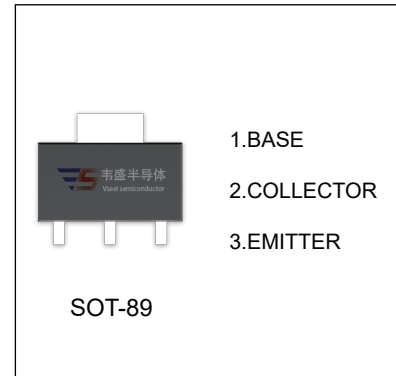 韦盛半导体
Vseel semiconductor
1.BASE
2.COLLECTOR
3.EMITTER
SOT-89